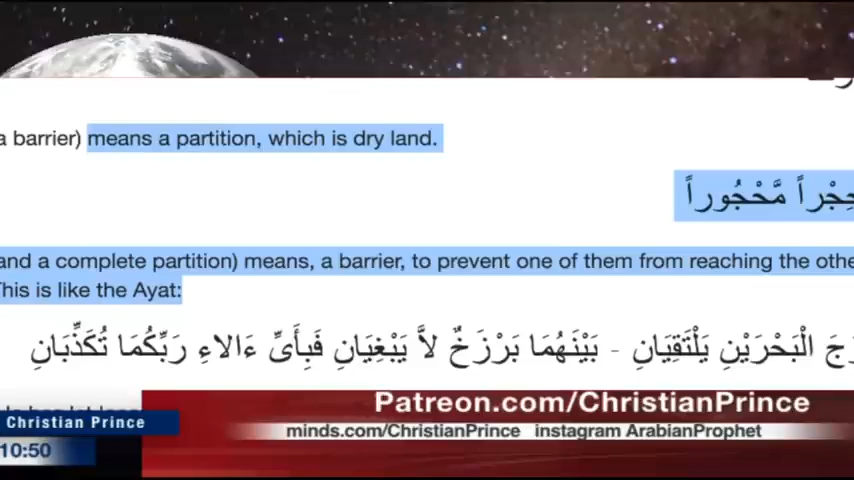 a barrier) means a partition, which is dry land.
حِجْراً مَّحْجُوراً
and a complete partition) means, a barrier, to prevent one of them from reaching the othe
This is like the Ayat:
الْبَحْرَيْنِ يَلْتَقِيَانِ - بَيْنَهُمَا بَرْزَخٌ لاَّ يَبْغِيَانِ فَبِأَىِّ ءَالاءِ رَبِّكُمَا تُكَذِّبَانِ
Patreon.com/ChristianPrince
Christian Prince
minds.com/ChristianPrince instagram ArabianProphet
10:50